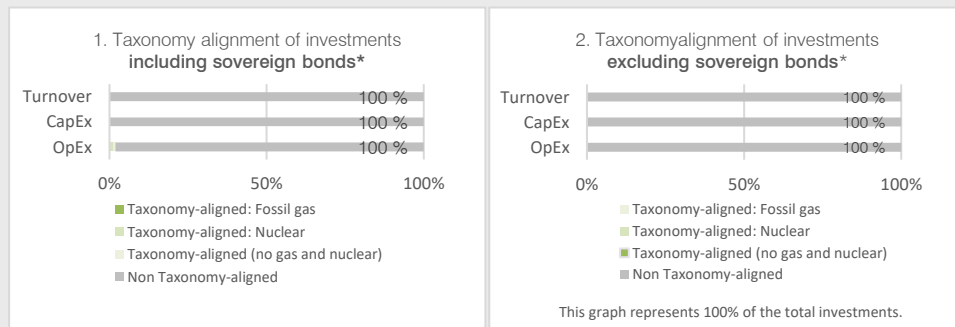 1. Taxonomy alignment of investments
including sovereign bonds*
Turnover 100 %
CapEx 100 %
OpEx 100 %
0% 50% 100%
Taxonomy-aligned: Fossil gas
Taxonomy-aligned: Nuclear
Taxonomy-aligned (no gas and nuclear)
Non Taxonomy-aligned
2. Taxonomyalignment of investments
excluding sovereign bonds*
Turnover 100 %
CapEx 100 %
OpEx 100 %
0% 50% 100%
Taxonomy-aligned: Fossil gas
Taxonomy-aligned: Nuclear
Taxonomy-aligned (no gas and nuclear)
Non Taxonomy-aligned
This graph represents 100% of the total investments.